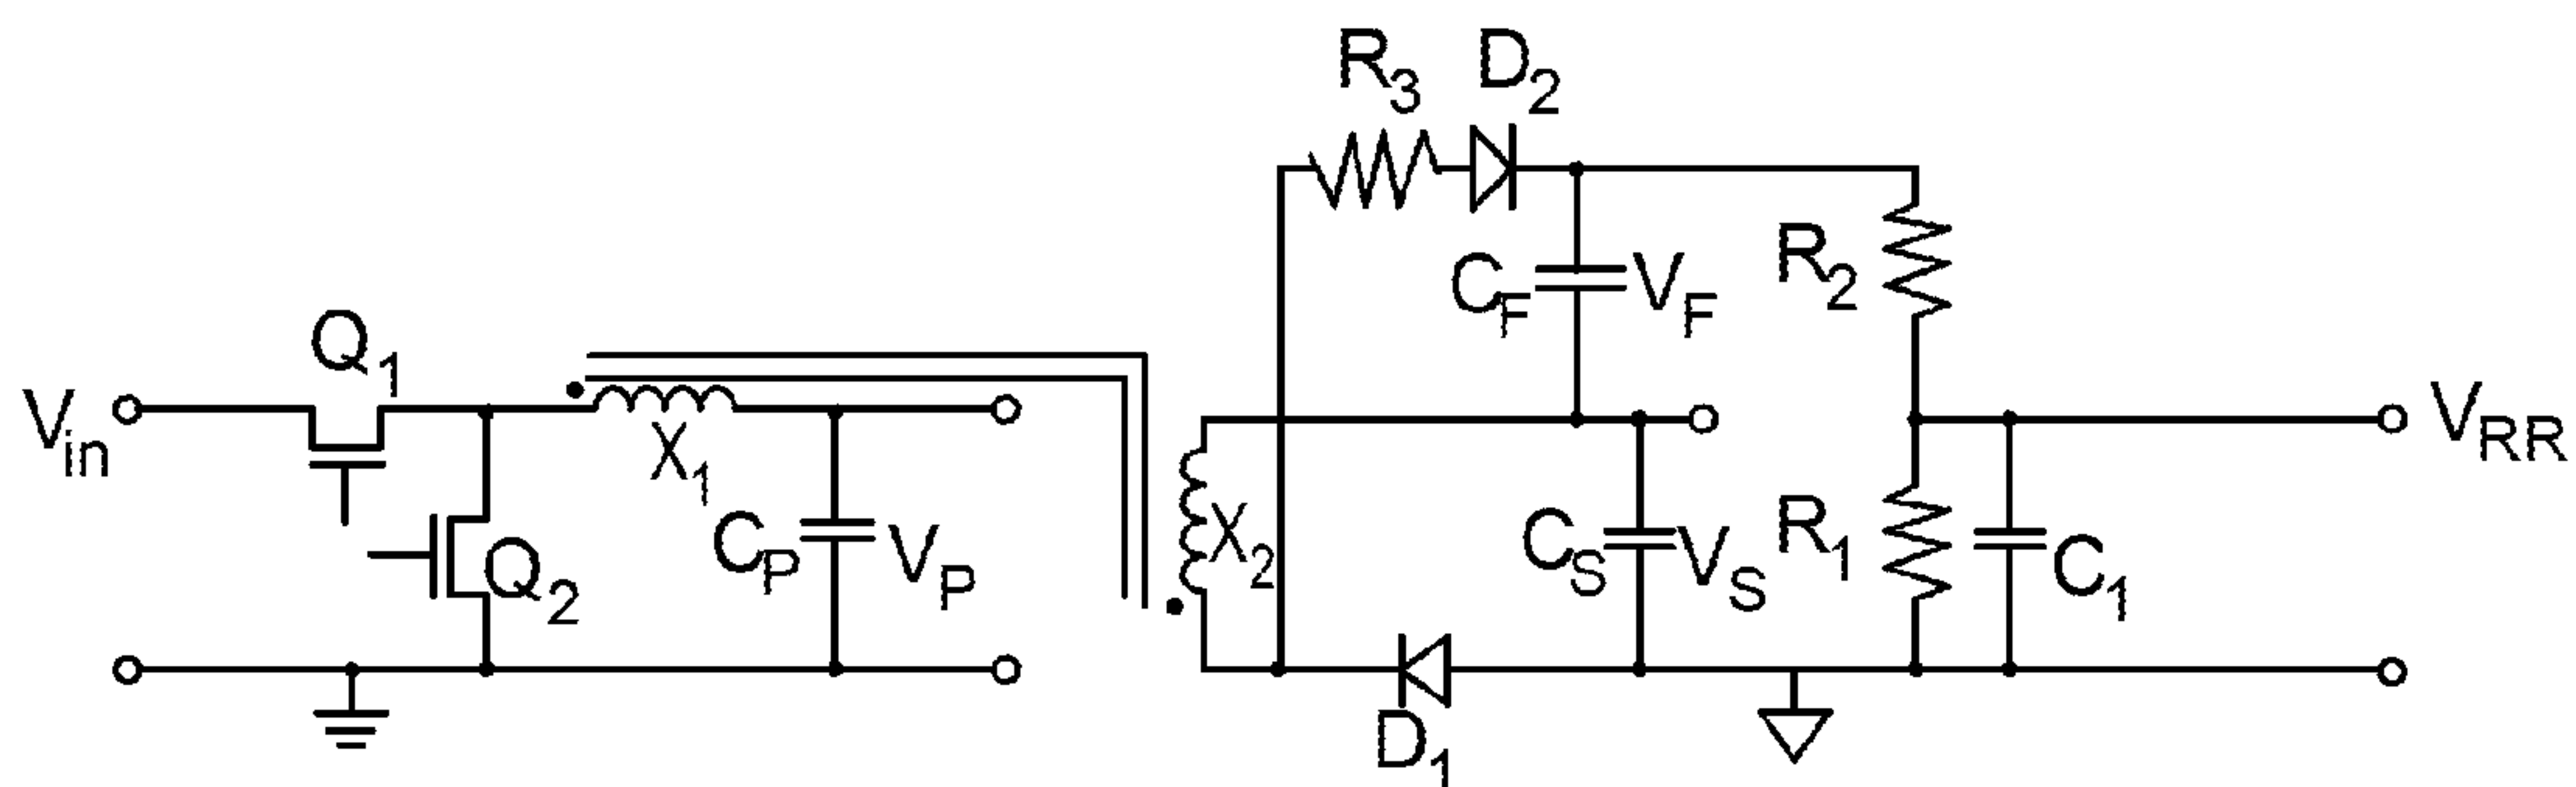 R3 D2
CF VF R2
Vin Q1 X1 VRR
Q2 CP VP X2 CS VS R1 C1
D1